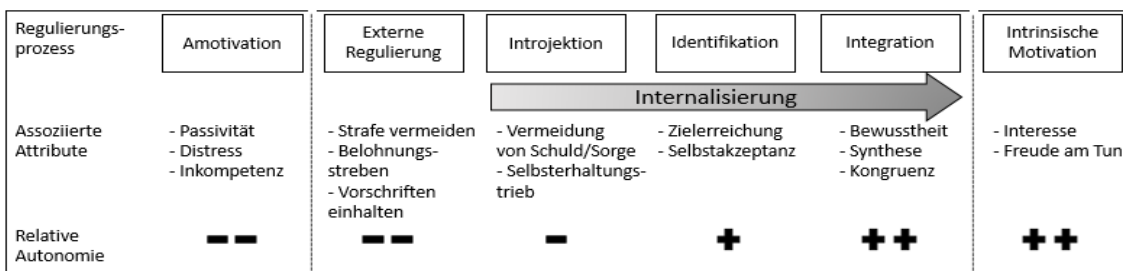 Regulierungs-
prozess
Amotivation
Externe
Regulierung
Introjektion
Identifikation
Integration
Intrinsische
Motivation
Internalisierung
Assoziierte
Attribute
- Passivität
- Distress
- Inkompetenz
- Strafe vermeiden
- Belohnungs-
streben
- Vorschriften
einhalten
- Vermeidung
von Schuld/Sorge
- Selbsterhaltungs-
trieb
- Zielerreichung
- Selbstakzeptanz
- Bewusstheit
- Synthese
- Kongruenz
- Interesse
- Freude am Tun
Relative
Autonomie
− −
− −
−
+
+ +
+ +